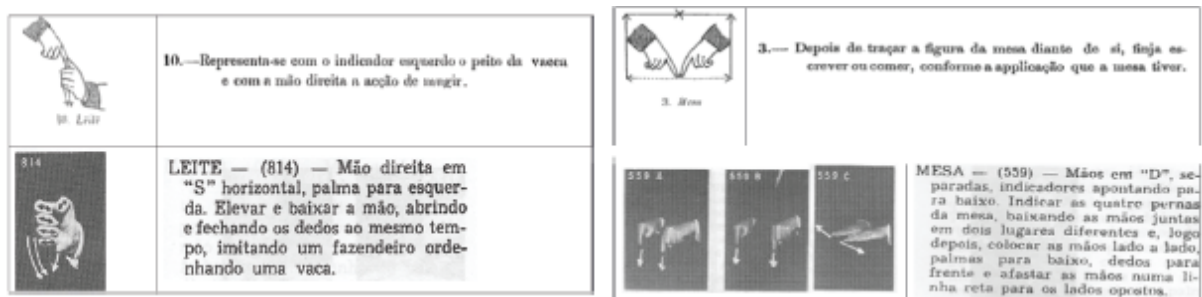 10. Leite
10.—Representa-se com o indicador esquerdo o peito da vacca
e com a mão direita a acção de mungir.
814
LEITE — (814) — Mão direita em
"S" horizontal, palma para esquer-
da. Elevar e baixar a mão, abrindo
e fechando os dedos ao mesmo tem-
po, imitando um fazendeiro orde-
nhando uma vaca.
3. Mesa
3.— Depois de traçar a figura da mesa diante de si, finja es-
crever ou comer, conforme a applicação que a mesa tiver.
559 A
559 B
559 C
MESA — (559) — Mãos em "D", se-
paradas, indicadores apontando pa-
ra baixo. Indicar as quatro pernas
da mesa, baixando as mãos juntas
em dois lugares diferentes e, logo
depois, colocar as mãos lado a lado,
palmas para baixo, dedos para
frente e afastar as mãos numa li-
nha reta para os lados opostos.